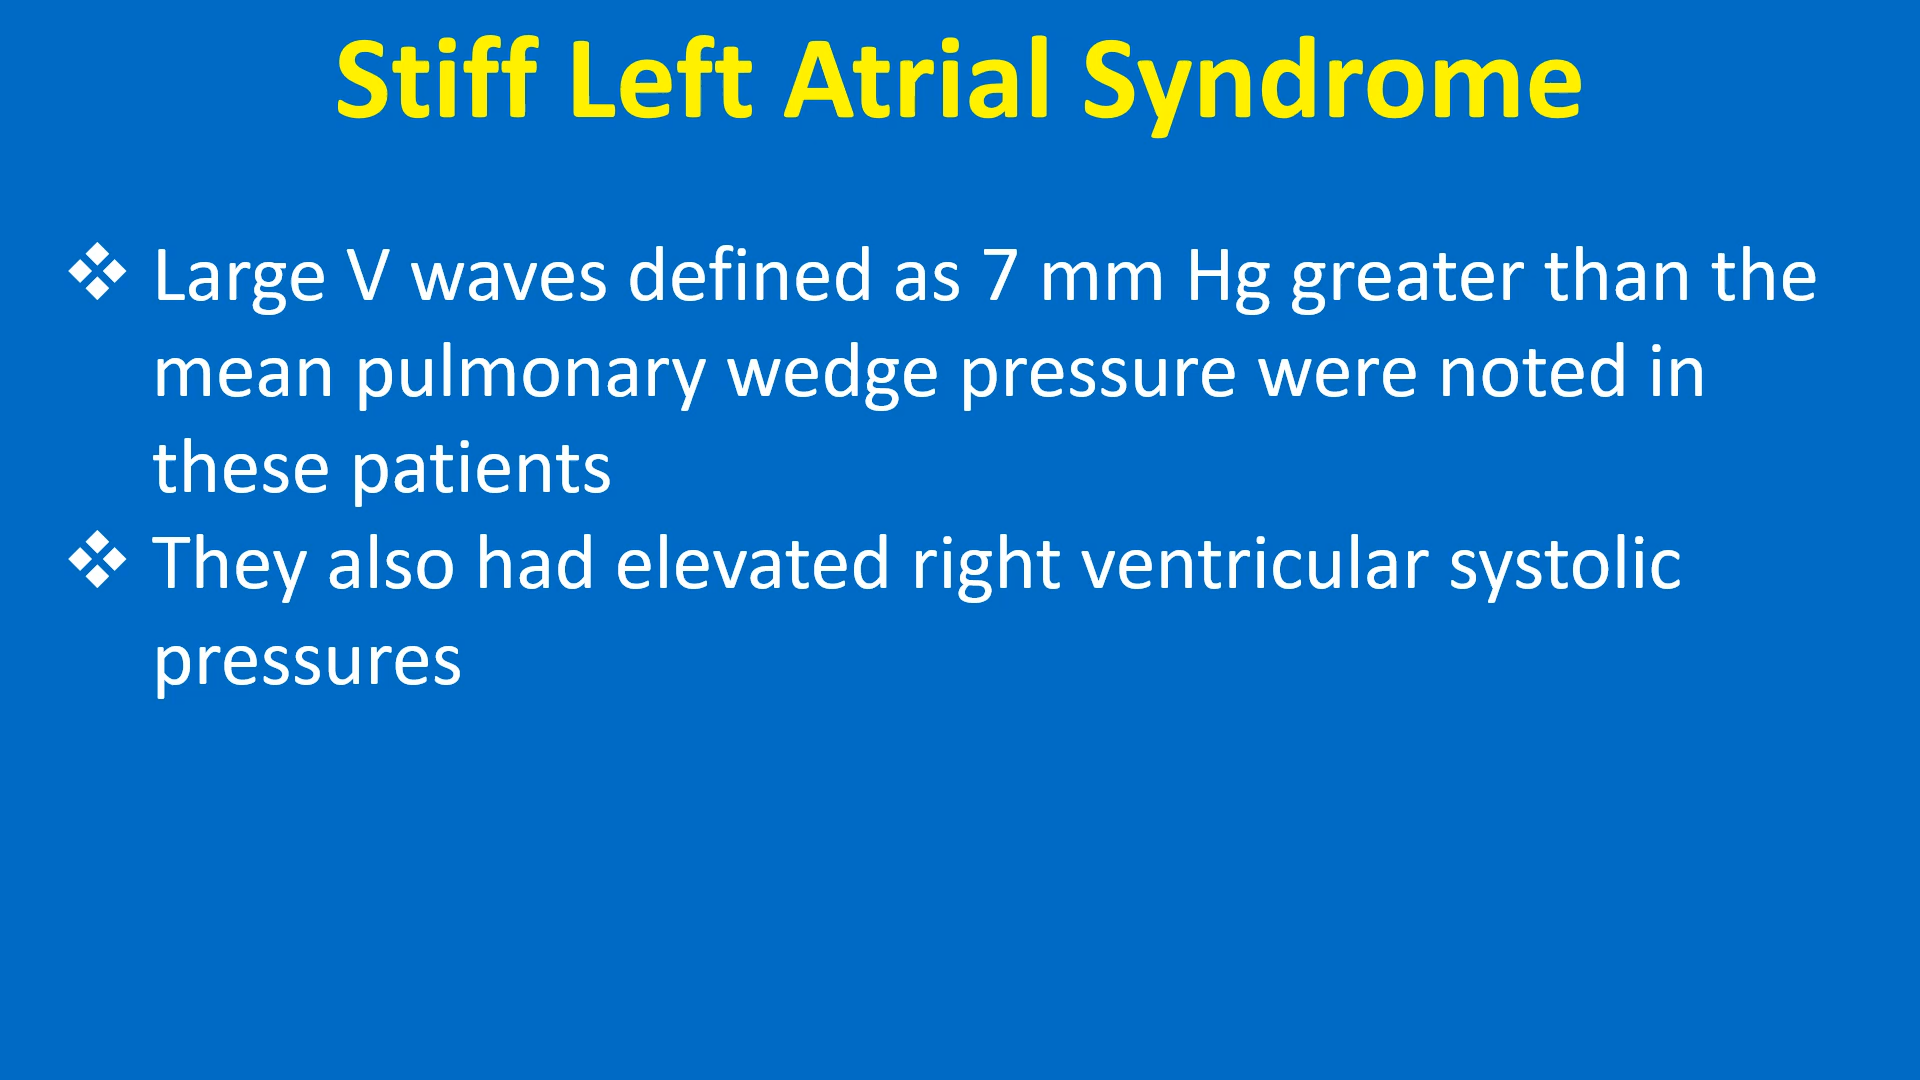 Stiff Left Atrial Syndrome
❖ Large V waves defined as 7 mm Hg greater than the
mean pulmonary wedge pressure were noted in
these patients
❖ They also had elevated right ventricular systolic
pressures